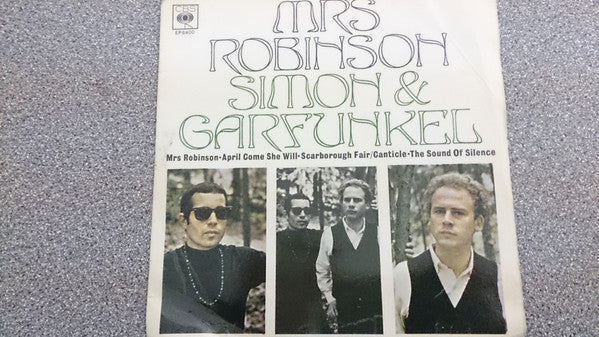 CBS
EP6400
MRS
ROBINSON
SIMON &
GARFUNKEL
Mrs Robinson•April Come She Will•Scarborough Fair/Canticle•The Sound Of Silence